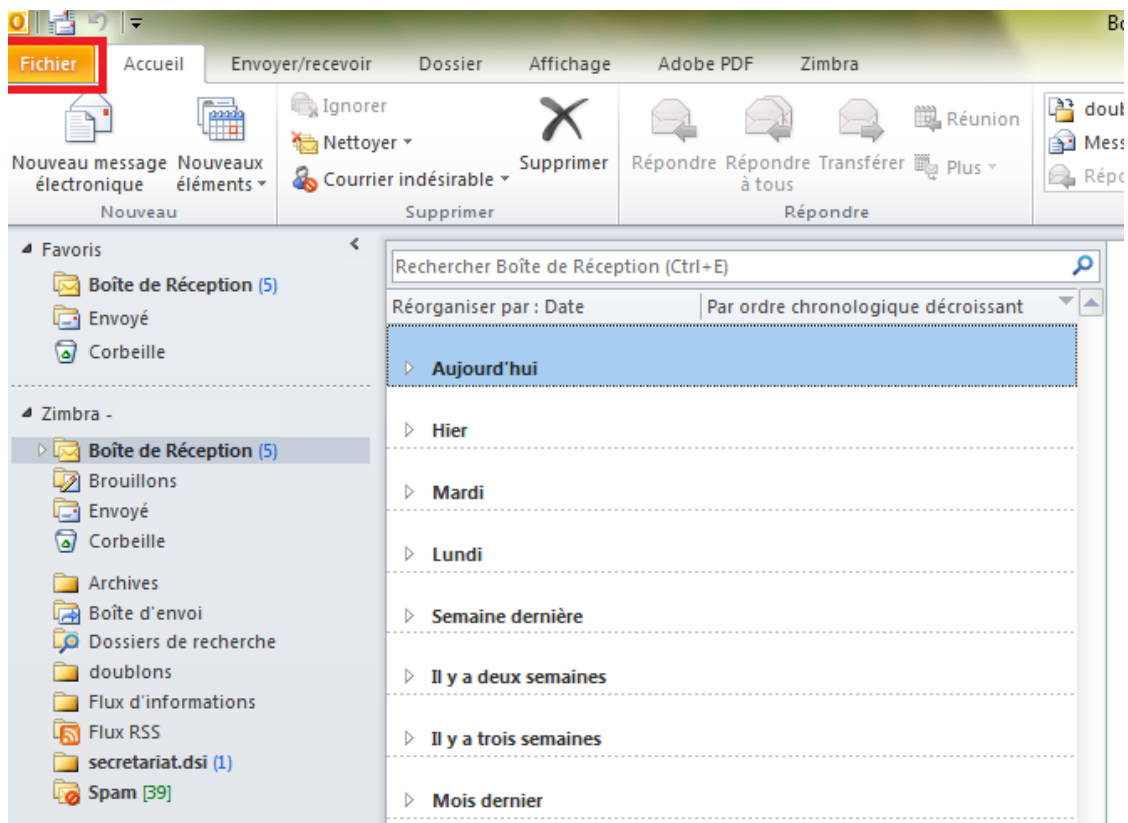 Fichier Accueil Envoyer/recevoir Dossier Affichage Adobe PDF Zimbra
Nouveau message électronique
Nouveaux éléments
Nouveau
Ignorer
Nettoyer
Courrier indésirable
Supprimer
Supprimer
Répondre
Répondre à tous
Transférer
Réunion
Plus
Répondre
Favoris
Boîte de Réception (5)
Envoyé
Corbeille
Zimbra -
Boîte de Réception (5)
Brouillons
Envoyé
Corbeille
Archives
Boîte d'envoi
Dossiers de recherche
doublons
Flux d'informations
Flux RSS
secretariat.dsi (1)
Spam [39]
Rechercher Boîte de Réception (Ctrl+E)
Réorganiser par : Date Par ordre chronologique décroissant
Aujourd'hui
Hier
Mardi
Lundi
Semaine dernière
Il y a deux semaines
Il y a trois semaines
Mois dernier